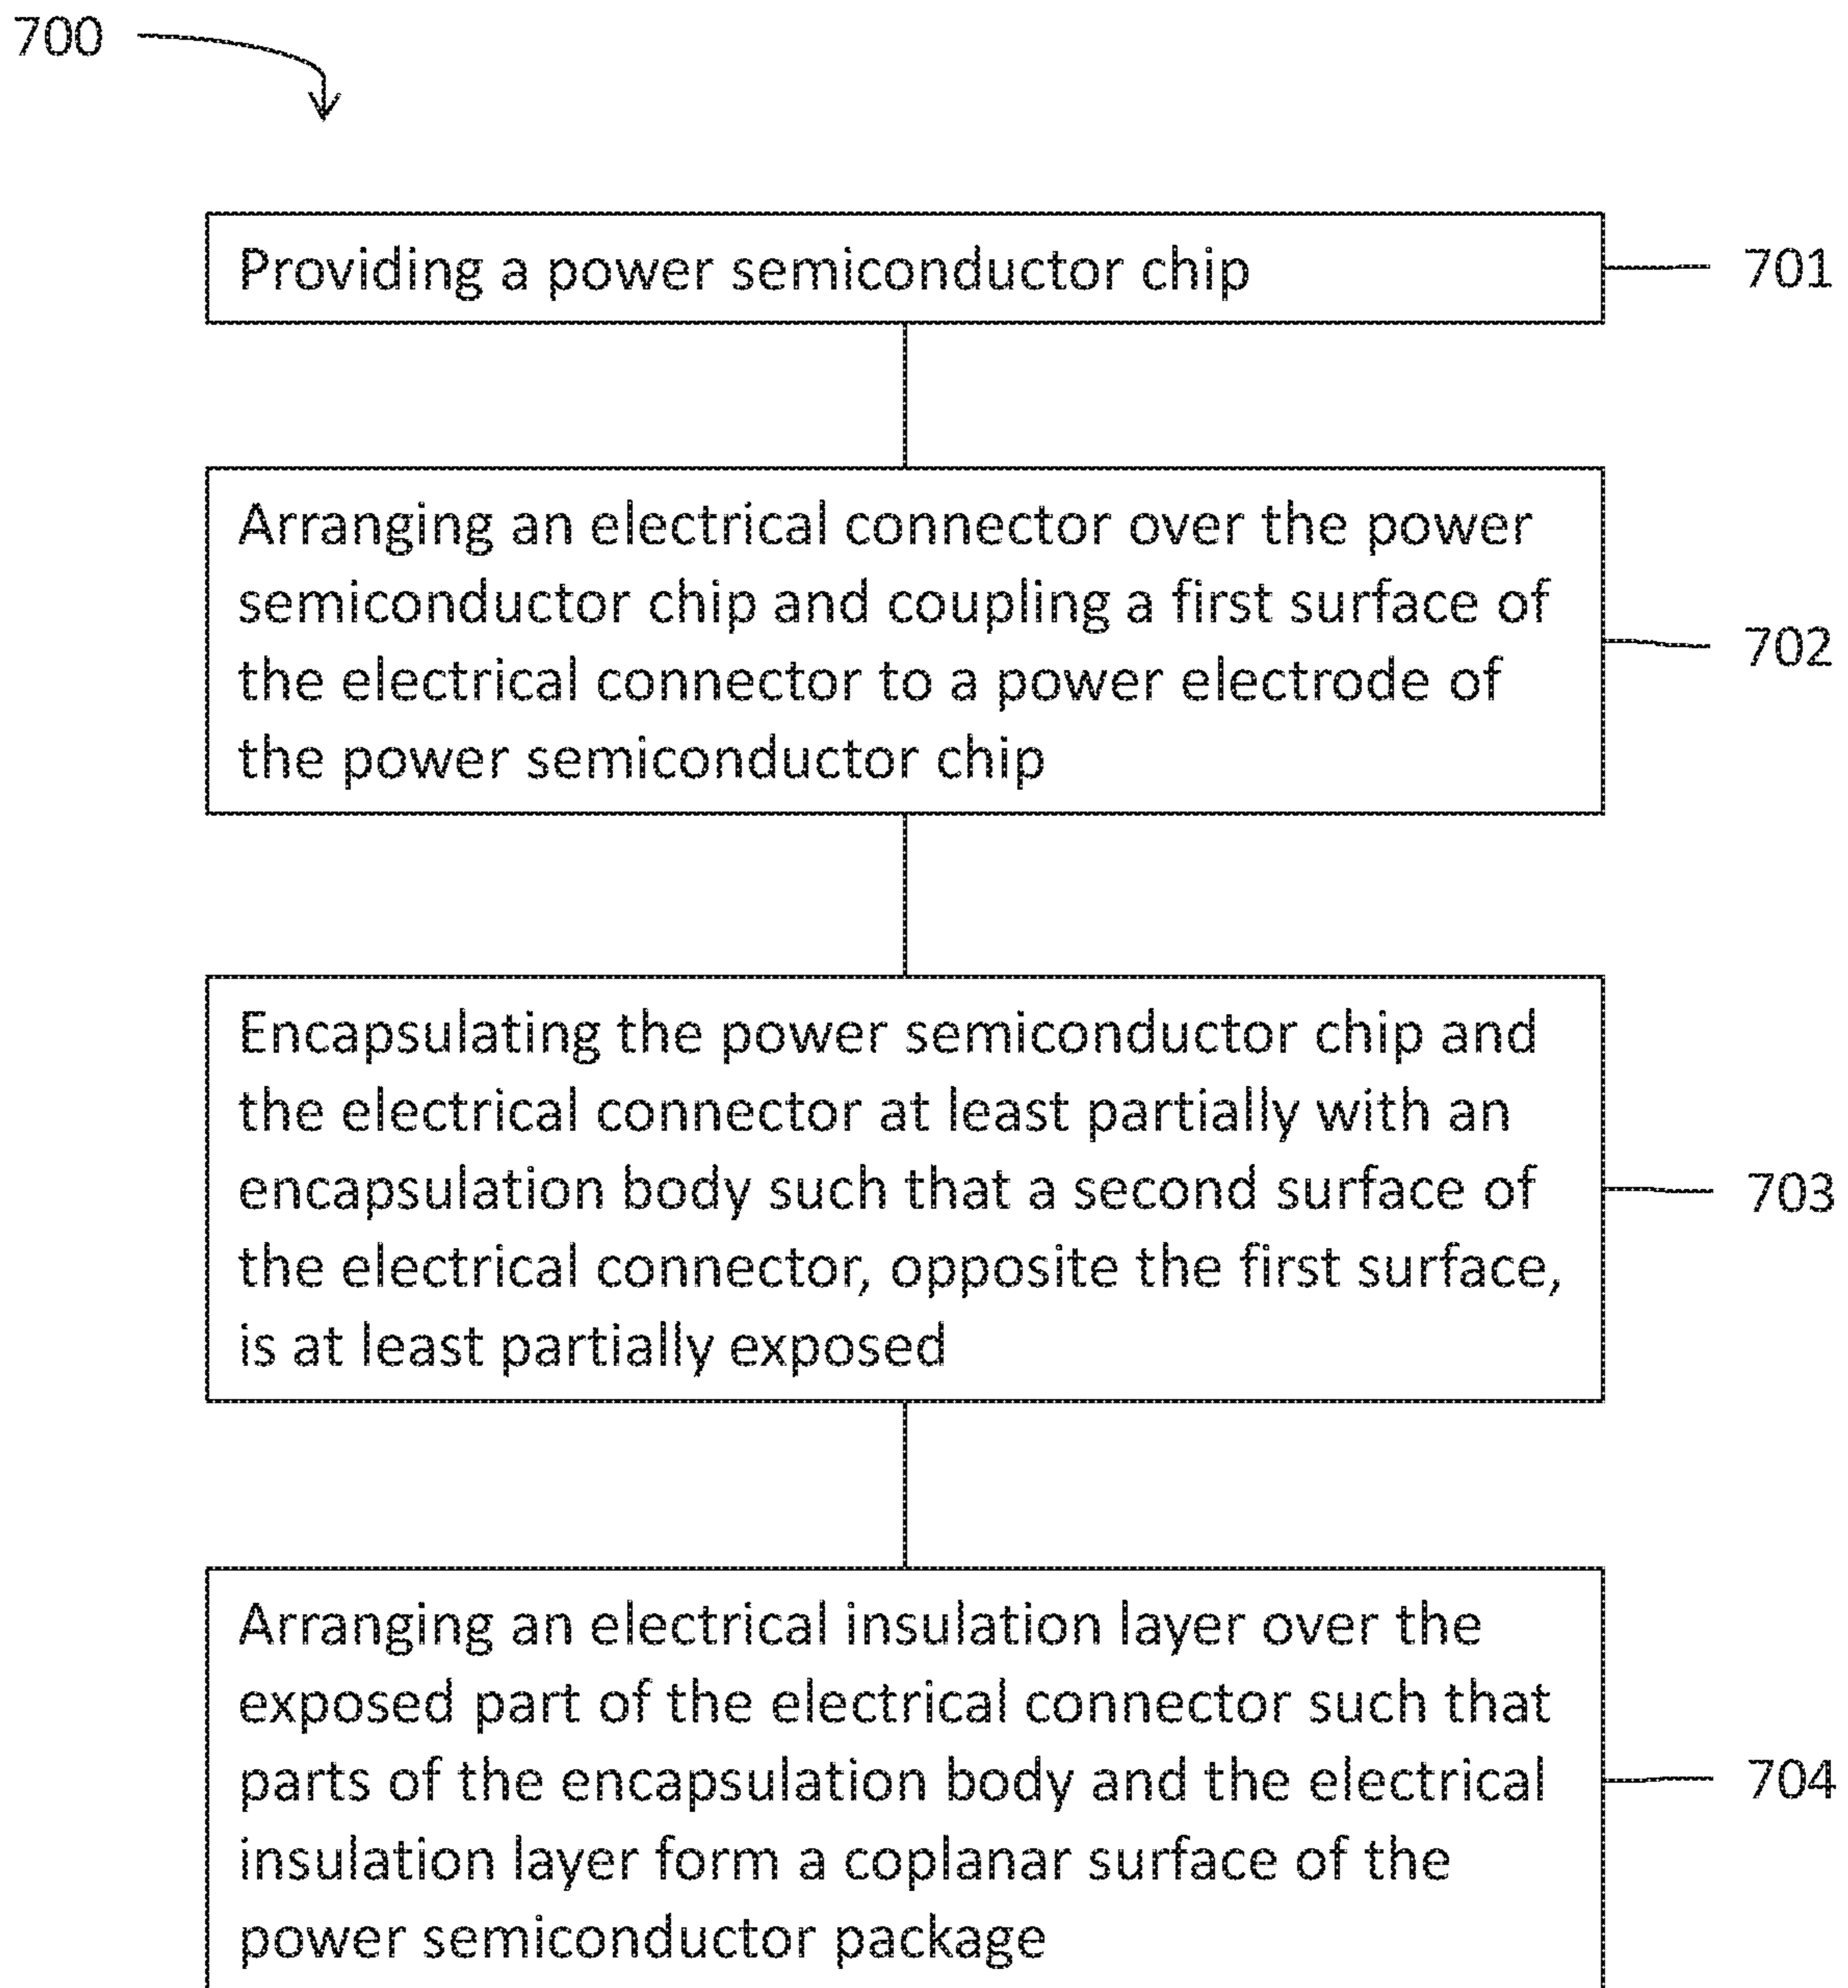 700
Providing a power semiconductor chip
701
Arranging an electrical connector over the power
semiconductor chip and coupling a first surface of
the electrical connector to a power electrode of
the power semiconductor chip
702
Encapsulating the power semiconductor chip and
the electrical connector at least partially with an
encapsulation body such that a second surface of
the electrical connector, opposite the first surface,
is at least partially exposed
703
Arranging an electrical insulation layer over the
exposed part of the electrical connector such that
parts of the encapsulation body and the electrical
insulation layer form a coplanar surface of the
power semiconductor package
704